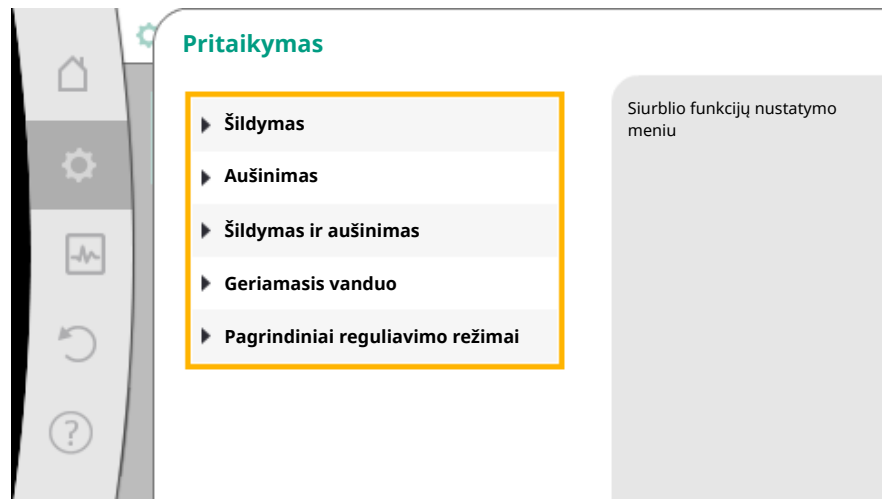 Pritaikymas
Šildymas
Aušinimas
Šildymas ir aušinimas
Geriamasis vanduo
Pagrindiniai reguliavimo režimai
Siurblio funkcijų nustatymo
meniu
?